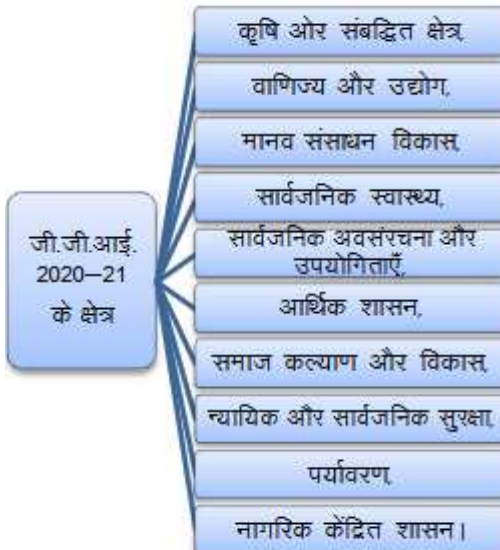 जी.जी.आई.
2020–21
के क्षेत्र
कृषि ओर संबद्धित क्षेत्र,
वाणिज्य और उद्योग,
मानव संसाधन विकास,
सार्वजनिक स्वास्थ्य,
सार्वजनिक अवसंरचना और
उपयोगिताएँ,
आर्थिक शासन,
समाज कल्याण और विकास,
न्यायिक और सार्वजनिक सुरक्षा,
पर्यावरण,
नागरिक केंद्रित शासन।